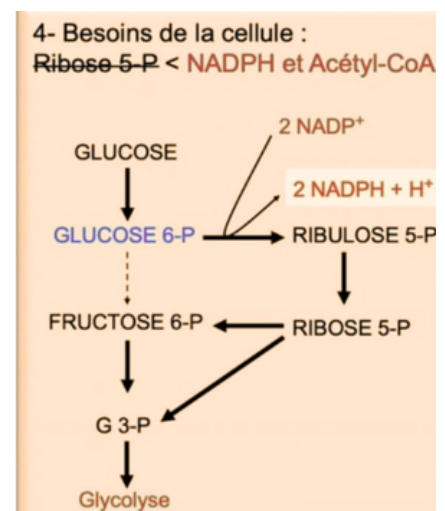 4- Besoins de la cellule :
Ribose 5-P < NADPH et Acétyl-CoA
2 NADP⁺
GLUCOSE
2 NADPH + H⁺
GLUCOSE 6-P
RIBULOSE 5-P
FRUCTOSE 6-P
RIBOSE 5-P
G 3-P
Glycolyse